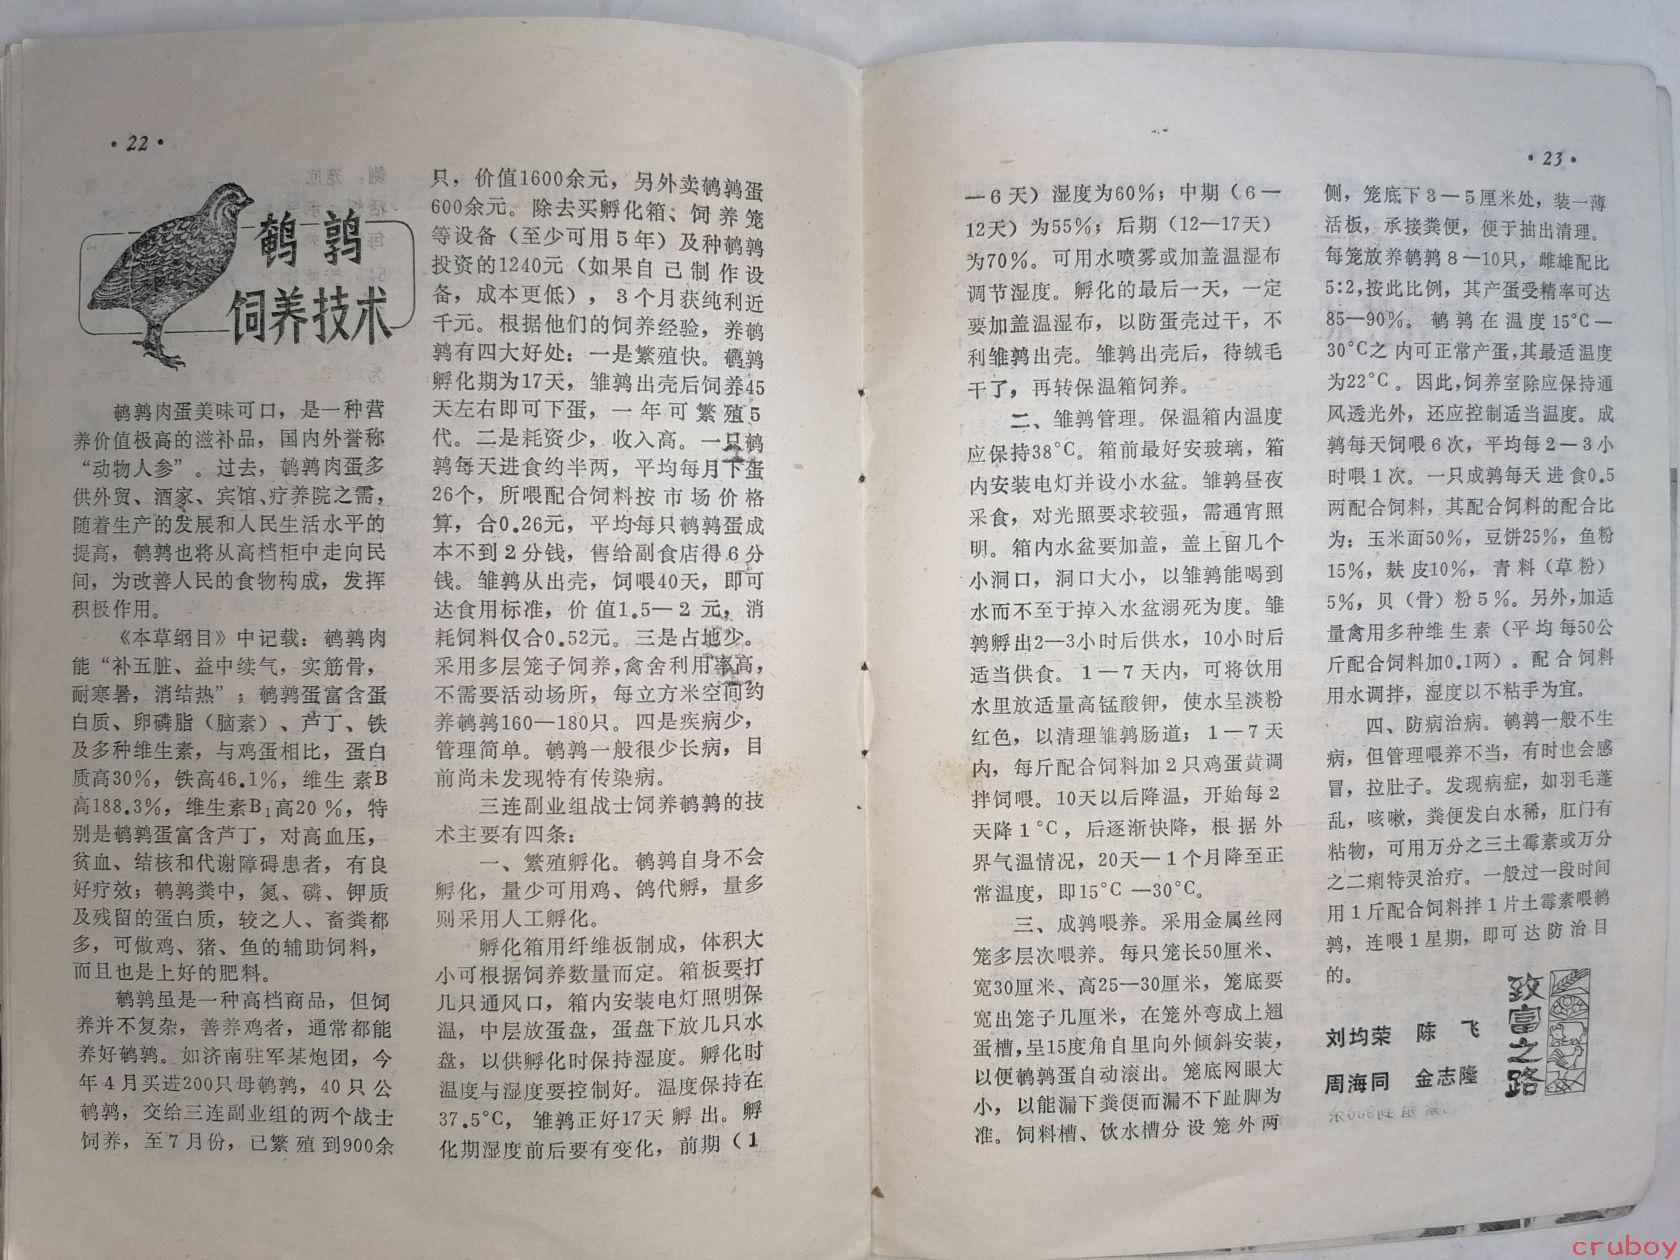 ·22·
鹌鹑
饲养技术
鹌鹑肉蛋美味可口，是一种营
养价值极高的滋补品，国内外誉称
“动物人参”。过去，鹌鹑肉蛋多
供外贸、酒家、宾馆、疗养院之需，
随着生产的发展和人民生活水平的
提高，鹌鹑也将从高档柜中走向民
间，为改善人民的食物构成，发挥
积极作用。
《本草纲目》中记载：鹌鹑肉
能“补五脏、益中续气，实筋骨，
耐寒暑，消结热”；鹌鹑蛋富含蛋
白质、卵磷脂（脑素）、芦丁、铁
及多种维生素，与鸡蛋相比，蛋白
质高30%，铁高46.1%，维生素B
高188.3%，维生素B₁高20%，特
别是鹌鹑蛋富含芦丁，对高血压，
贫血、结核和代谢障碍患者，有良
好疗效；鹌鹑粪中，氮、磷、钾质
及残留的蛋白质，较之人、畜粪都
多，可做鸡、猪、鱼的辅助饲料，
而且也是上好的肥料。
鹌鹑虽是一种高档商品，但饲
养并不复杂，善养鸡者，通常都能
养好鹌鹑。如济南驻军某炮团，今
年4月买进200只母鹌鹑，40只公
鹌鹑，交给三连副业组的两个战士
饲养，至7月份，已繁殖到900余
只，价值1600余元，另外卖鹌鹑蛋
600余元。除去买孵化箱、饲养笼
等设备（至少可用5年）及种鹌鹑
投资的1240元（如果自己制作设
备，成本更低），3个月获纯利近
千元。根据他们的饲养经验，养鹌
鹑有四大好处：一是繁殖快。鹌鹑
孵化期为17天，雏鹑出壳后饲养45
天左右即可下蛋，一年可繁殖5
代。二是耗资少，收入高。一只鹌
鹑每天进食约半两，平均每月下蛋
26个，所喂配合饲料按市场价格
算，合0.26元，平均每只鹌鹑蛋成
本不到2分钱，售给副食店得6分
钱。雏鹑从出壳，饲喂40天，即可
达食用标准，价值1.5—2元，消
耗饲料仅合0.52元。三是占地少。
采用多层笼子饲养，禽舍利用率高，
不需要活动场所，每立方米空间约
养鹌鹑160—180只。四是疾病少，
管理简单。鹌鹑一般很少长病，目
前尚未发现特有传染病。
三连副业组战士饲养鹌鹑的技
术主要有四条：
一、繁殖孵化。鹌鹑自身不会
孵化，量少可用鸡、鸽代孵，量多
则采用人工孵化。
孵化箱用纤维板制成，体积大
小可根据饲养数量而定。箱板要打
几只通风口，箱内安装电灯照明保
温，中层放蛋盘，蛋盘下放几只水
盘，以供孵化时保持湿度。孵化时
温度与湿度要控制好。温度保持在
37.5°C，雏鹑正好17天孵出。孵
化期湿度前后要有变化，前期（1
·23·
—6天）湿度为60%；中期（6—
12天）为55%；后期（12—17天）
为70%。可用水喷雾或加盖温湿布
调节湿度。孵化的最后一天，一定
要加盖温湿布，以防蛋壳过干，不
利雏鹑出壳。雏鹑出壳后，待绒毛
干了，再转保温箱饲养。
二、雏鹑管理。保温箱内温度
应保持38°C。箱前最好安玻璃，箱
内安装电灯并设小水盆。雏鹑昼夜
采食，对光照要求较强，需通宵照
明。箱内水盆要加盖，盖上留几个
小洞口，洞口大小，以雏鹑能喝到
水而不至于掉入水盆溺死为度。雏
鹑孵出2—3小时后供水，10小时后
适当供食。1—7天内，可将饮用
水里放适量高锰酸钾，使水呈淡粉
红色，以清理雏鹑肠道；1—7天
内，每斤配合饲料加2只鸡蛋黄调
拌饲喂。10天以后降温，开始每2
天降1°C，后逐渐快降，根据外
界气温情况，20天—1个月降至正
常温度，即15°C—30°C。
三、成鹑喂养。采用金属丝网
笼多层次喂养。每只笼长50厘米、
宽30厘米、高25—30厘米，笼底要
宽出笼子几厘米，在笼外弯成上翘
蛋槽，呈15度角自里向外倾斜安装，
以便鹌鹑蛋自动滚出。笼底网眼大
小，以能漏下粪便而漏不下趾脚为
准。饲料槽、饮水槽分设笼外两
侧，笼底下3—5厘米处，装一薄
活板，承接粪便，便于抽出清理。
每笼放养鹌鹑8—10只，雌雄配比
5:2，按此比例，其产蛋受精率可达
85—90%。鹌鹑在温度15°C—
30°C之内可正常产蛋，其最适温度
为22°C。因此，饲养室除应保持通
风透光外，还应控制适当温度。成
鹑每天饲喂6次，平均每2—3小
时喂1次。一只成鹑每天进食0.5
两配合饲料，其配合饲料的配合比
为：玉米面50%，豆饼25%，鱼粉
15%，麸皮10%，青料（草粉）
5%，贝（骨）粉5%。另外，加适
量禽用多种维生素（平均每50公
斤配合饲料加0.1两）。配合饲料
用水调拌，湿度以不粘手为宜。
四、防病治病。鹌鹑一般不生
病，但管理喂养不当，有时也会感
冒，拉肚子。发现病症，如羽毛蓬
乱，咳嗽，粪便发白水稀，肛门有
粘物，可用万分之三土霉素或万分
之二痢特灵治疗。一般过一段时间
用1斤配合饲料拌1片土霉素喂鹌
鹑，连喂1星期，即可达防治目
的。
刘均荣 陈飞
周海同 金志隆
致富之路
cruboy